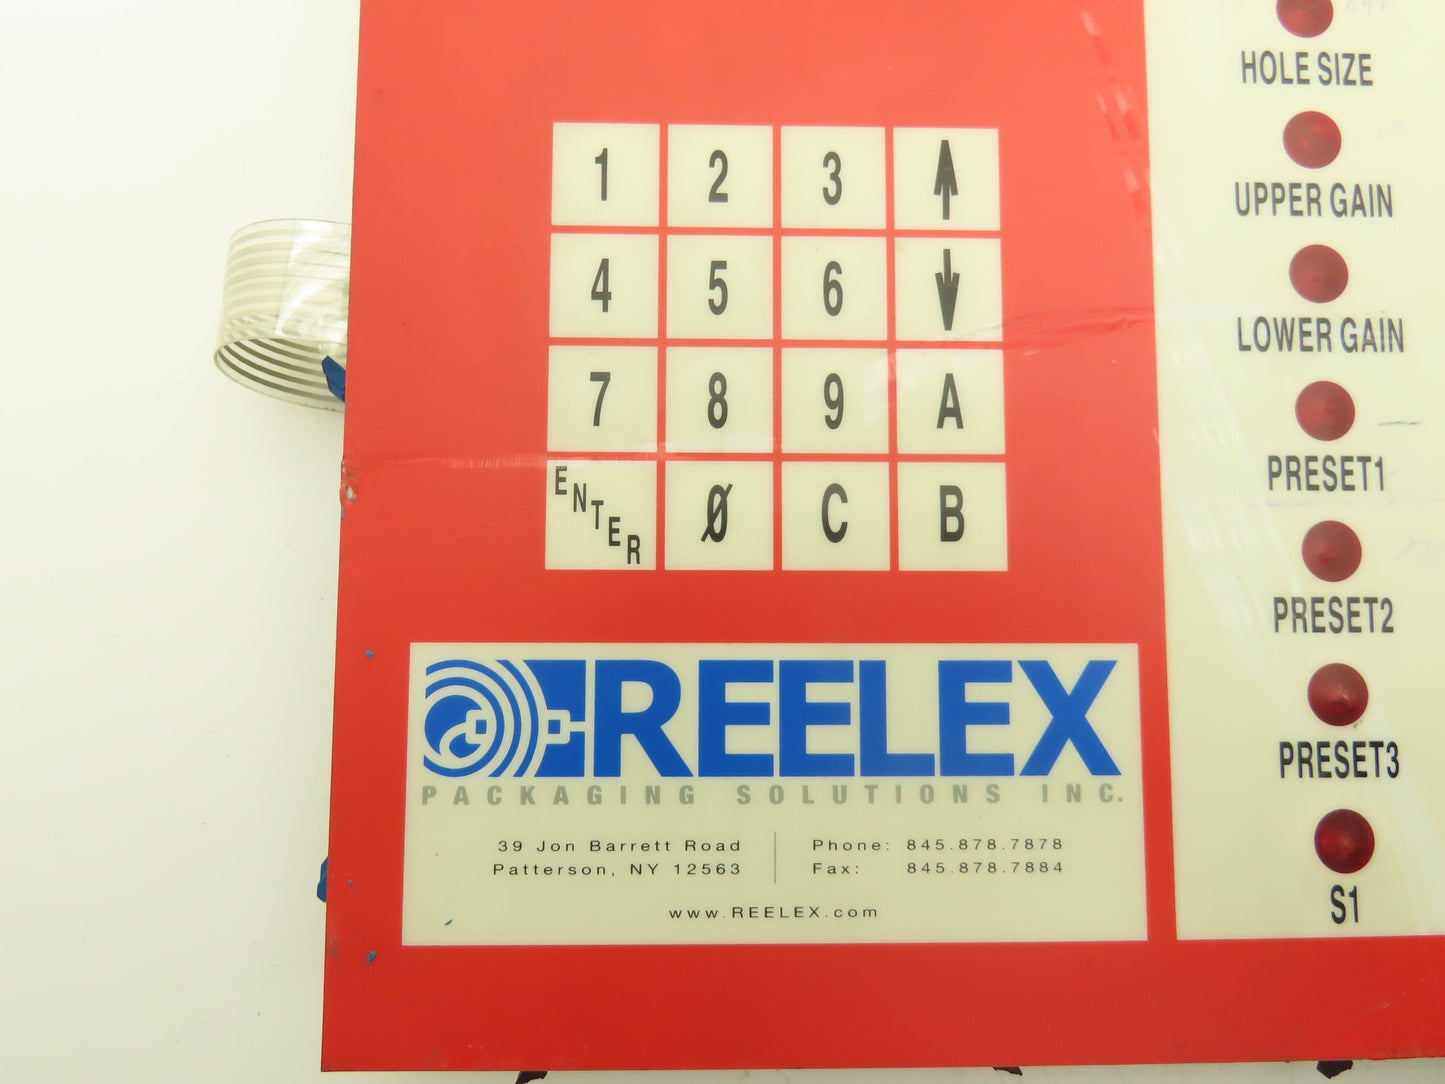 HOLE SIZE
UPPER GAIN
LOWER GAIN
PRESET1
PRESET2
PRESET3
S1
1 2 3 ↑
4 5 6 ↓
7 8 9 A
ENTER Ø C B
REELEX
PACKAGING SOLUTIONS INC.
39 Jon Barrett Road
Patterson, NY 12563
Phone: 845.878.7878
Fax: 845.878.7884
www.REELEX.com